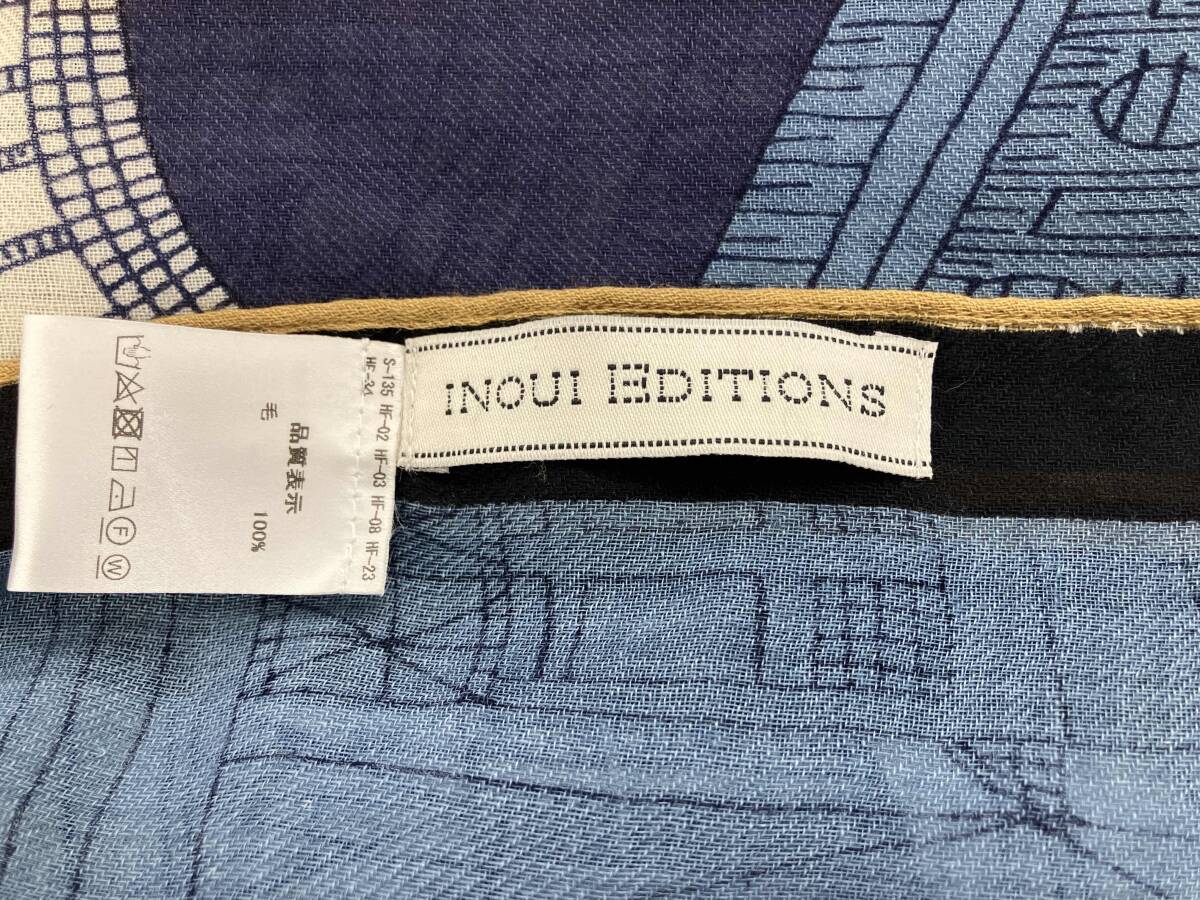 INOUI EDITIONS
S-135 HF-02 HF-03 HF-08 HF-23
HF-34
品質表示
毛 100%
F
W